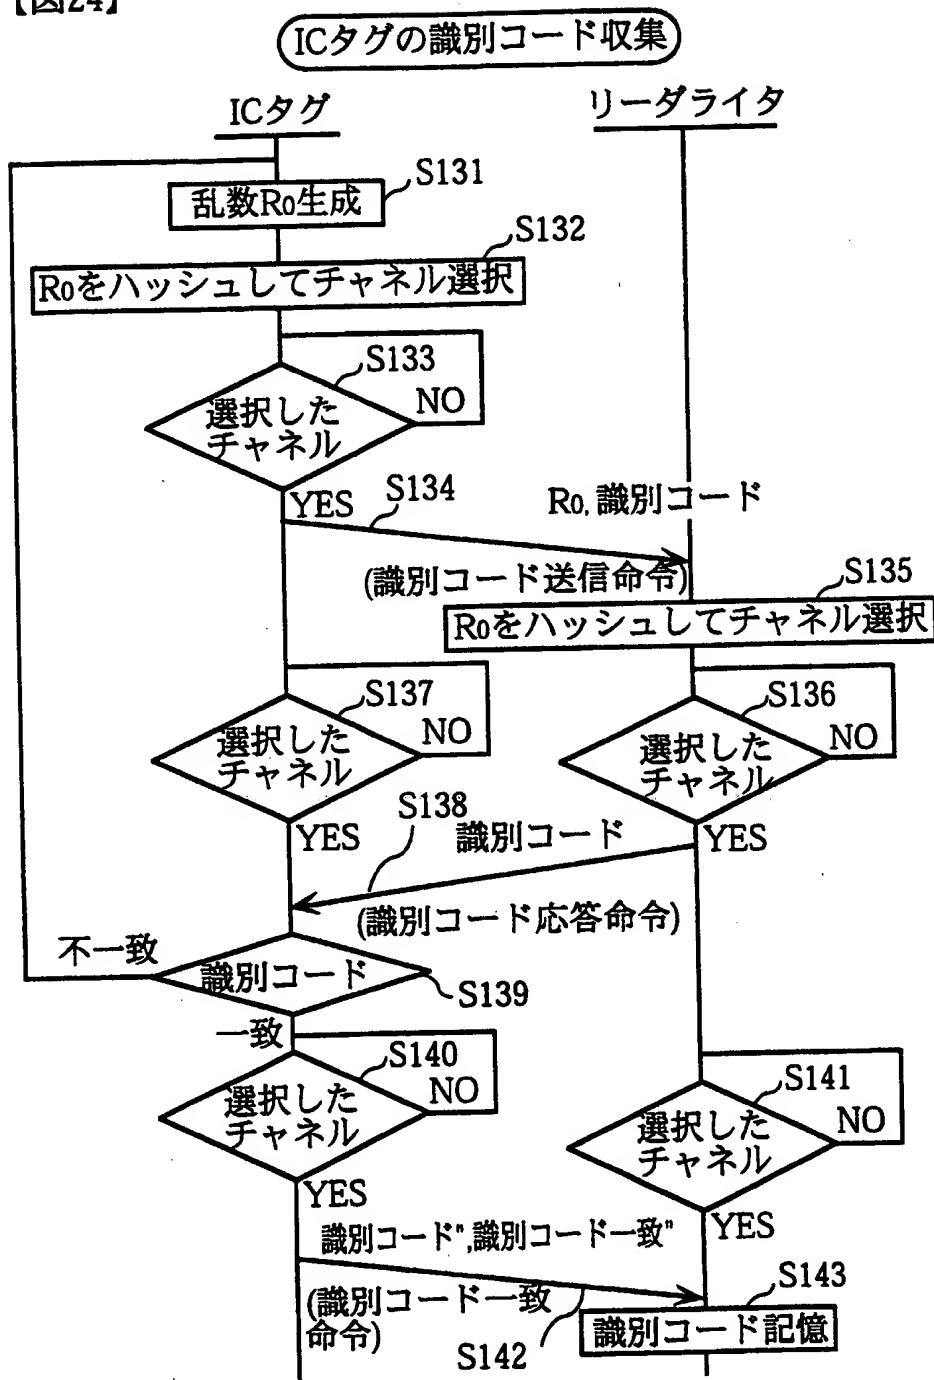 【図24】
ICタグの識別コード収集
ICタグ
リーダライタ
乱数R0生成
S131
S132
R0をハッシュしてチャネル選択
S133
選択した
チャネル
NO
YES
S134
R0, 識別コード
(識別コード送信命令)
S135
R0をハッシュしてチャネル選択
S137
選択した
チャネル
NO
S136
選択した
チャネル
NO
YES
S138
識別コード
YES
(識別コード応答命令)
不一致
識別コード
S139
一致
S140
選択した
チャネル
NO
S141
選択した
チャネル
NO
YES
YES
識別コード",識別コード一致"
(識別コード一致
命令)
S142
S143
識別コード記憶